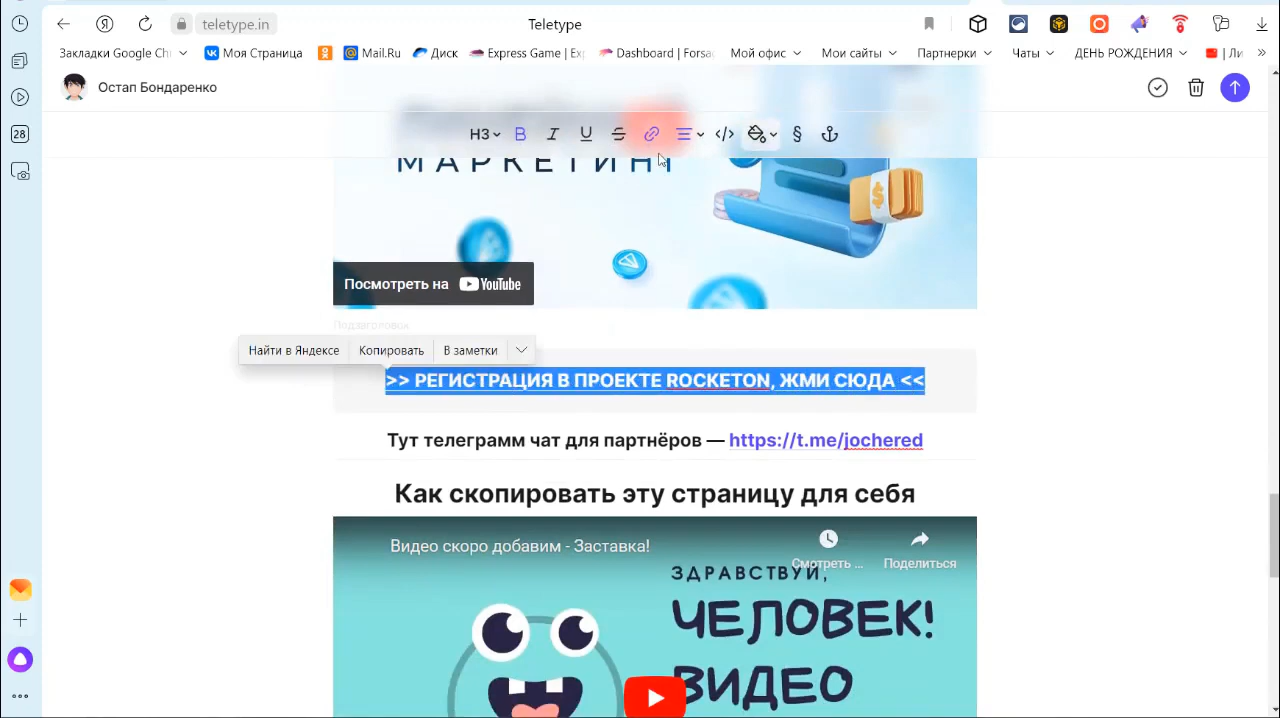 teletype.in
Teletype
Закладки Google Ch
Моя Страница
Mail.Ru
Диск
Express Game | Exp
Dashboard | Forsa
Мой офис
Мои сайты
Партнерки
Чаты
ДЕНЬ РОЖДЕНИЯ
| Ли
»
28
Остап Бондаренко
H3
B
I
U
S
</>
§
МАРКЕТИНГ
$
Посмотреть на YouTube
Подзаголовок
Найти в Яндексе
Копировать
В заметки
>> РЕГИСТРАЦИЯ В ПРОЕКТЕ ROCKETON, ЖМИ СЮДА <<
Тут телеграмм чат для партнёров — https://t.me/jochered
Как скопировать эту страницу для себя
Видео скоро добавим - Заставка!
Смотреть ...
Поделиться
ЗДРАВСТВУЙ,
ЧЕЛОВЕК!
ВИДЕО